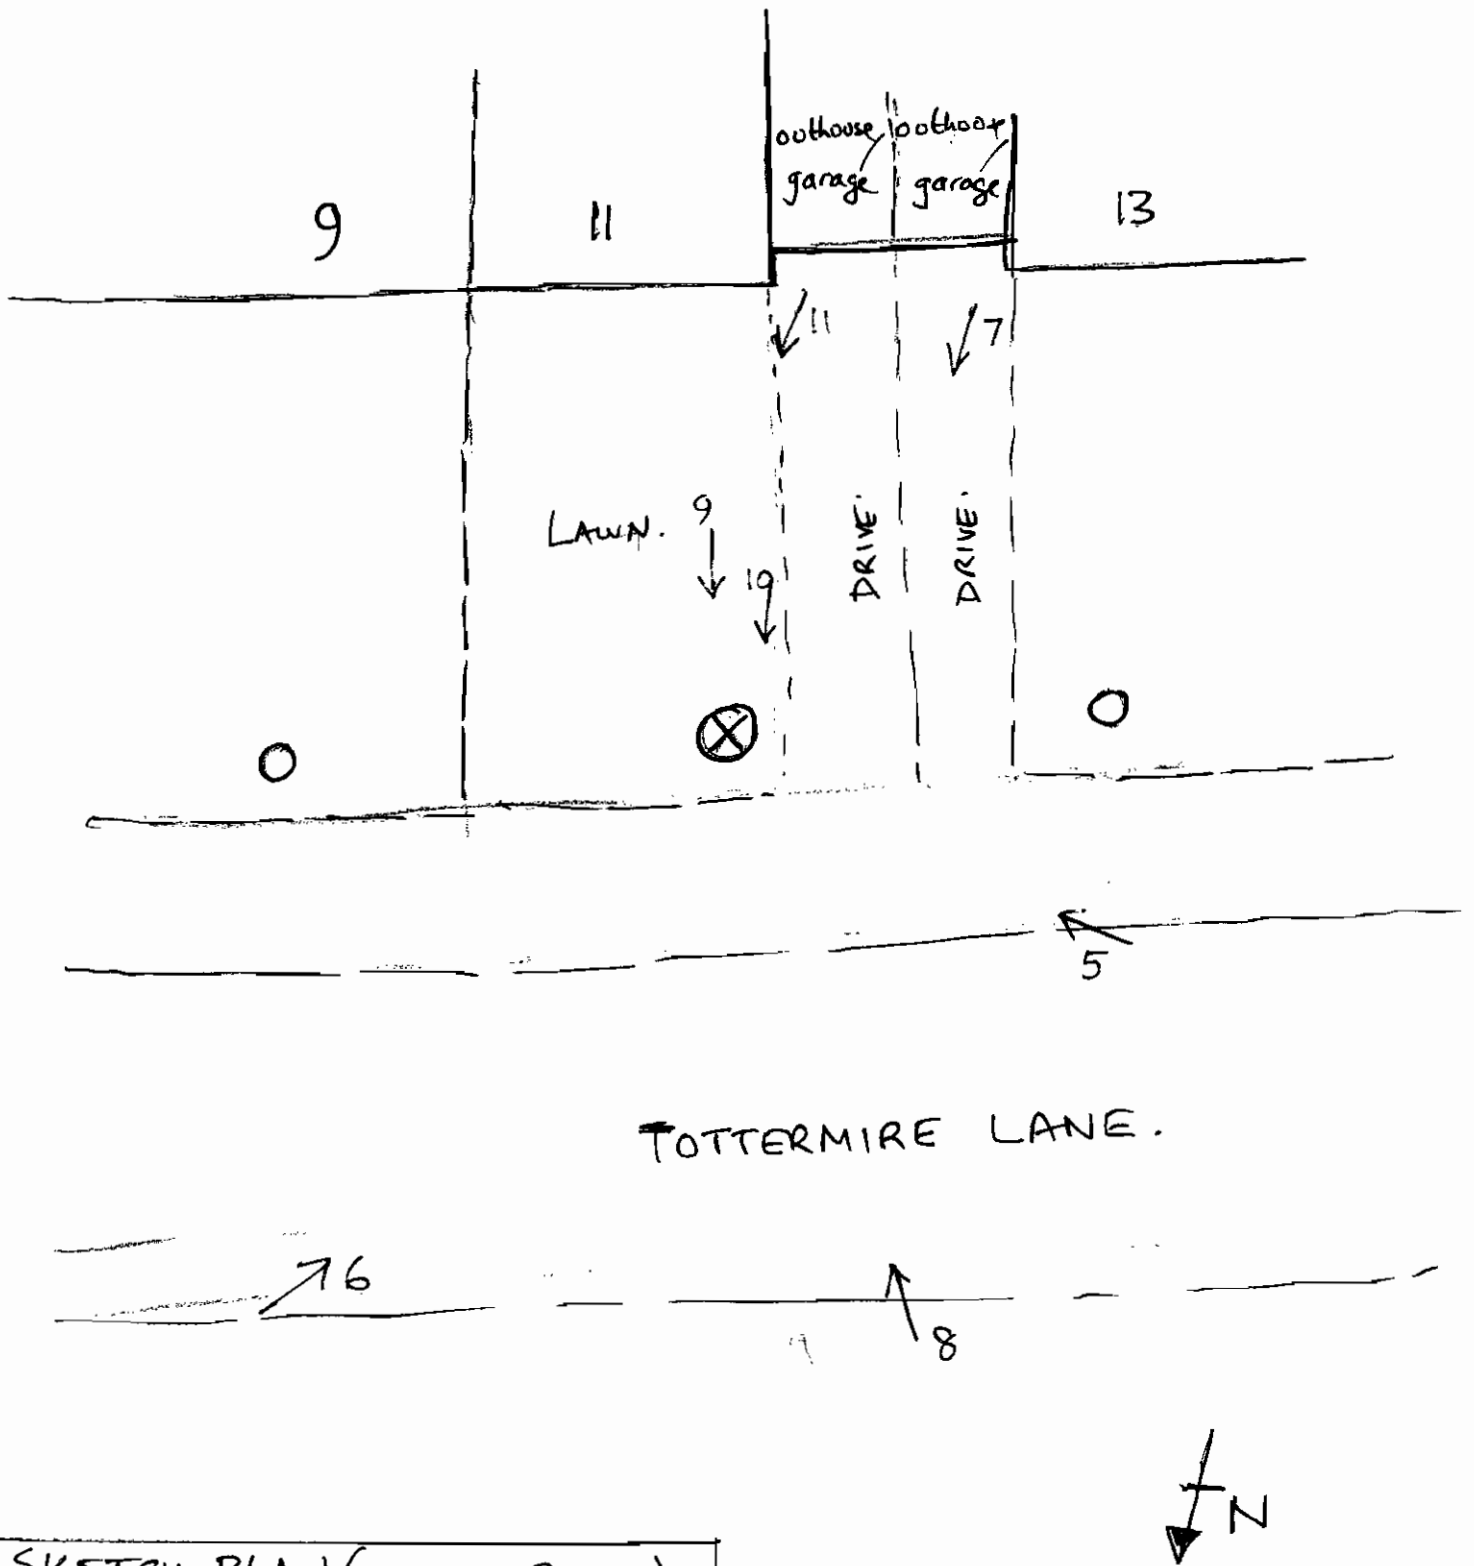 outhouse outhouse
garage garage
9 11 13
11 7
LAWN. 9
10
DRIVE.
DRIVE.
5
TOTTERMIRE LANE.
6
8
N
SKETCH PLAN